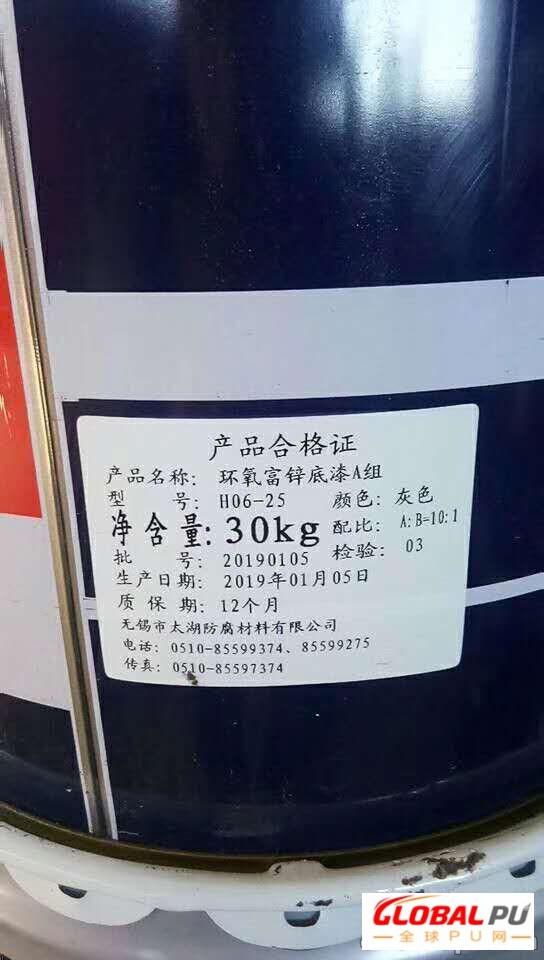 产品合格证
产品名称: 环氧富锌底漆A组
型 号: H06-25 颜色: 灰色
净含量: 30kg 配比: A:B=10:1
批 号: 20190105 检验: 03
生产日期: 2019年01月05日
质保期: 12个月
无锡市太湖防腐材料有限公司
电话: 0510-85599374、85599275
传真: 0510-85597374
GLOBAL PU
全球PU网